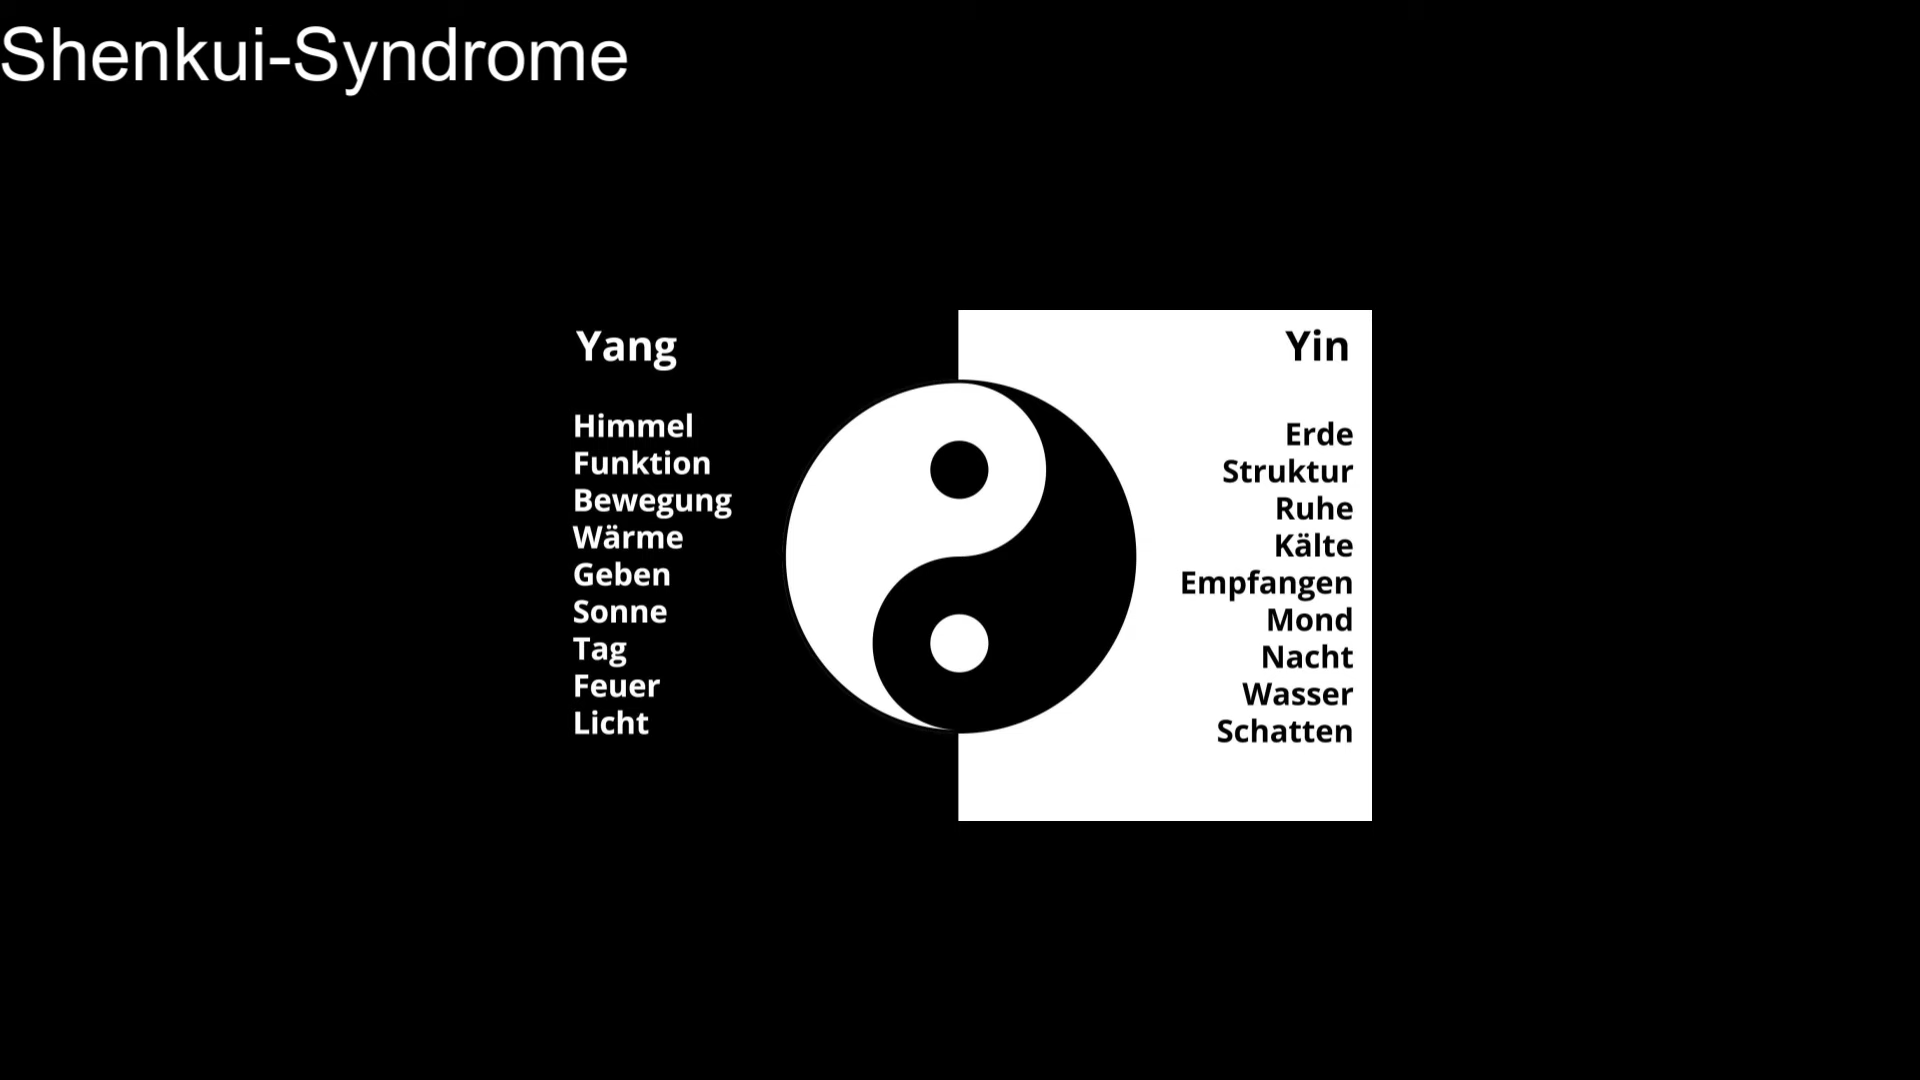 Shenkui-Syndrome
Yang
Himmel
Funktion
Bewegung
Wärme
Geben
Sonne
Tag
Feuer
Licht
Yin
Erde
Struktur
Ruhe
Kälte
Empfangen
Mond
Nacht
Wasser
Schatten